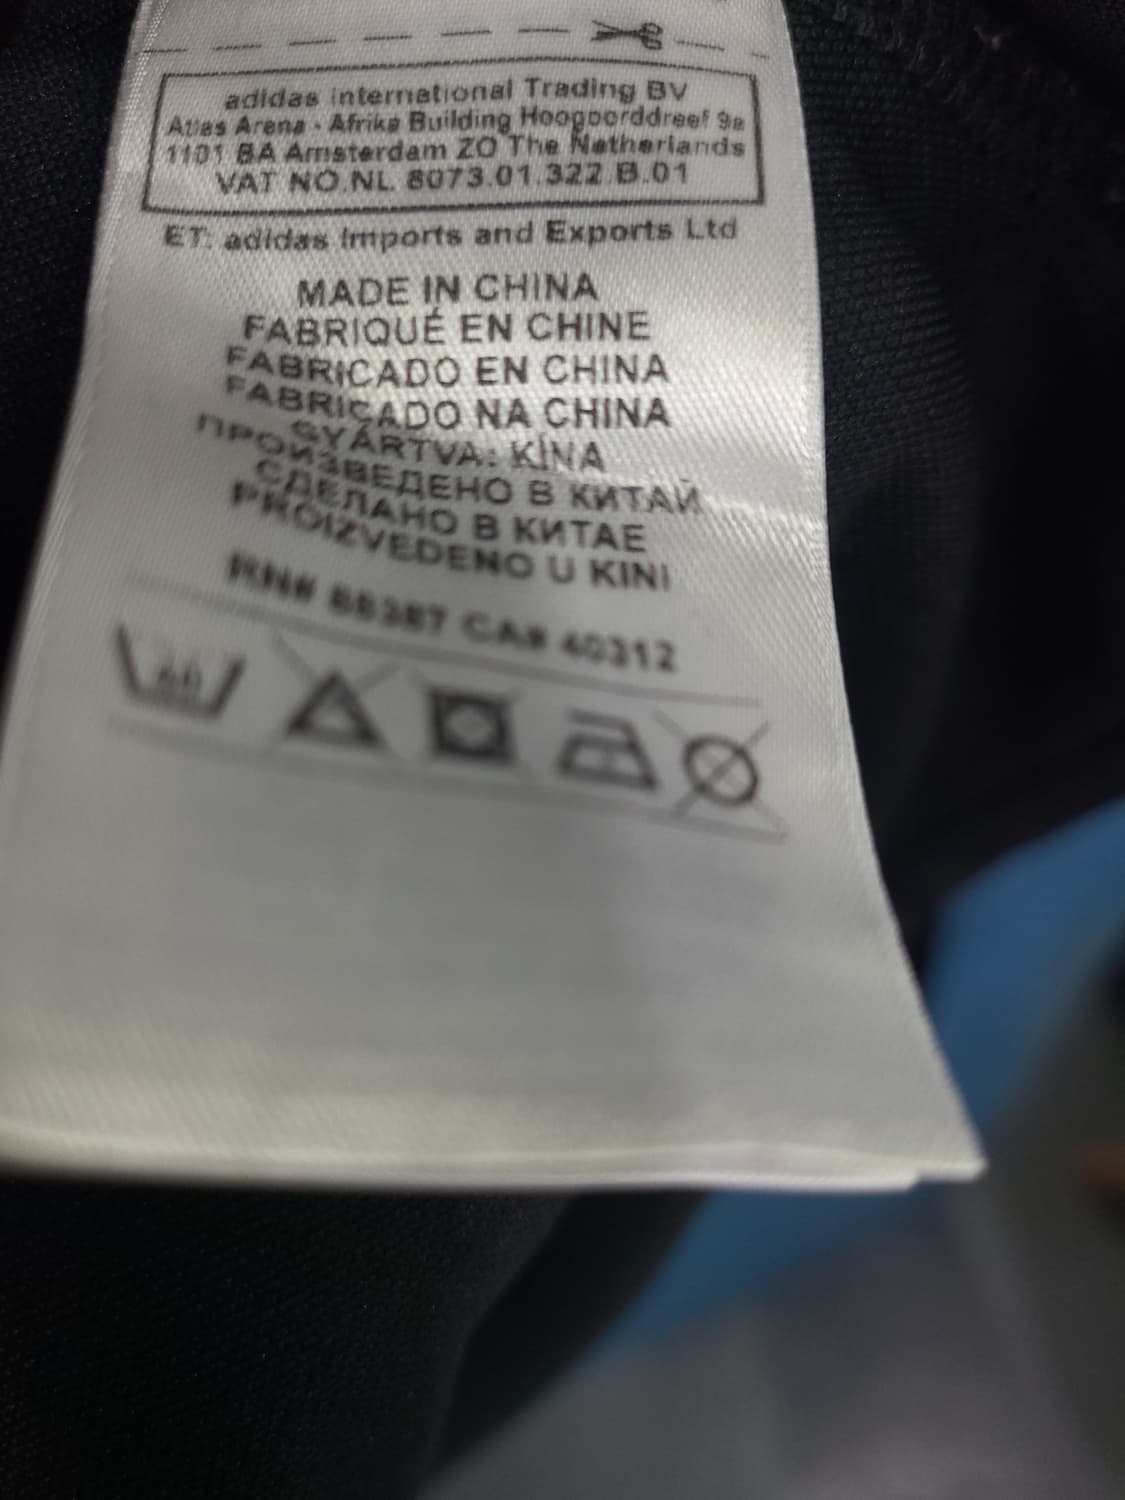 adidas international Trading BV
Atlas Arena - Afrika Building Hoogoorddreef 9a
1101 BA Amsterdam ZO The Netherlands
VAT NO.NL 8073.01.322.B.01
ET: adidas Imports and Exports Ltd
MADE IN CHINA
FABRIQUÉ EN CHINE
FABRICADO EN CHINA
FABRICADO NA CHINA
GYÁRTVA: KÍNA
ПРОИЗВЕДЕНО В КИТАЙ
СДЕЛАНО В КИТАЕ
PROIZVEDENO U KINI
RN# 88387 CA# 40312